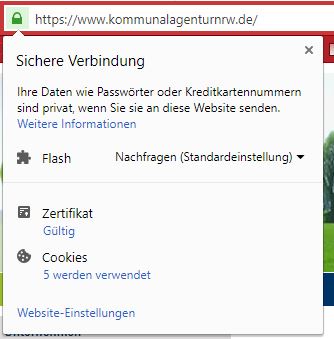 https://www.kommunalagenturnrw.de/
Sichere Verbindung
Ihre Daten wie Passwörter oder Kreditkartennummern
sind privat, wenn Sie sie an diese Website senden.
Weitere Informationen
Flash Nachfragen (Standardeinstellung)
Zertifikat
Gültig
Cookies
5 werden verwendet
Website-Einstellungen